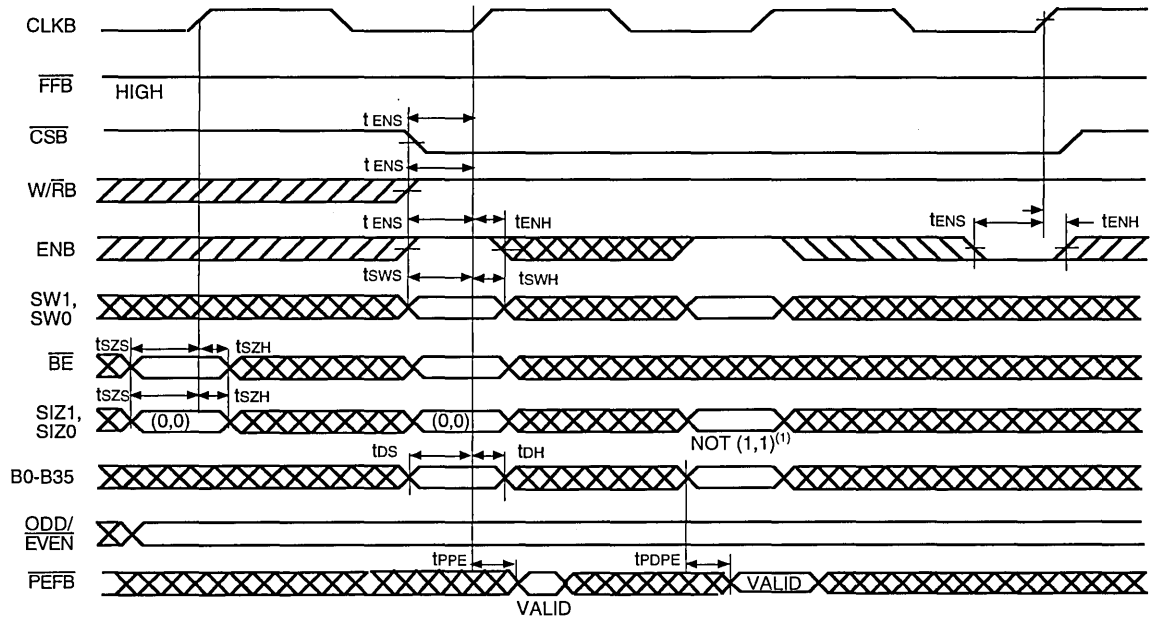 CLKB
FFB
HIGH
t ENS
CSB
t ENS
W/RB
t ENS
tENH
tENS
tENH
ENB
tSWS
tSWH
SW1,
SW0
tSZS
tSZH
BE
tSZS
tSZH
SIZ1,
SIZ0
(0,0)
(0,0)
NOT (1,1)(1)
tDS
tDH
B0-B35
ODD/
EVEN
tPPE
tPDPE
PEFB
VALID
VALID